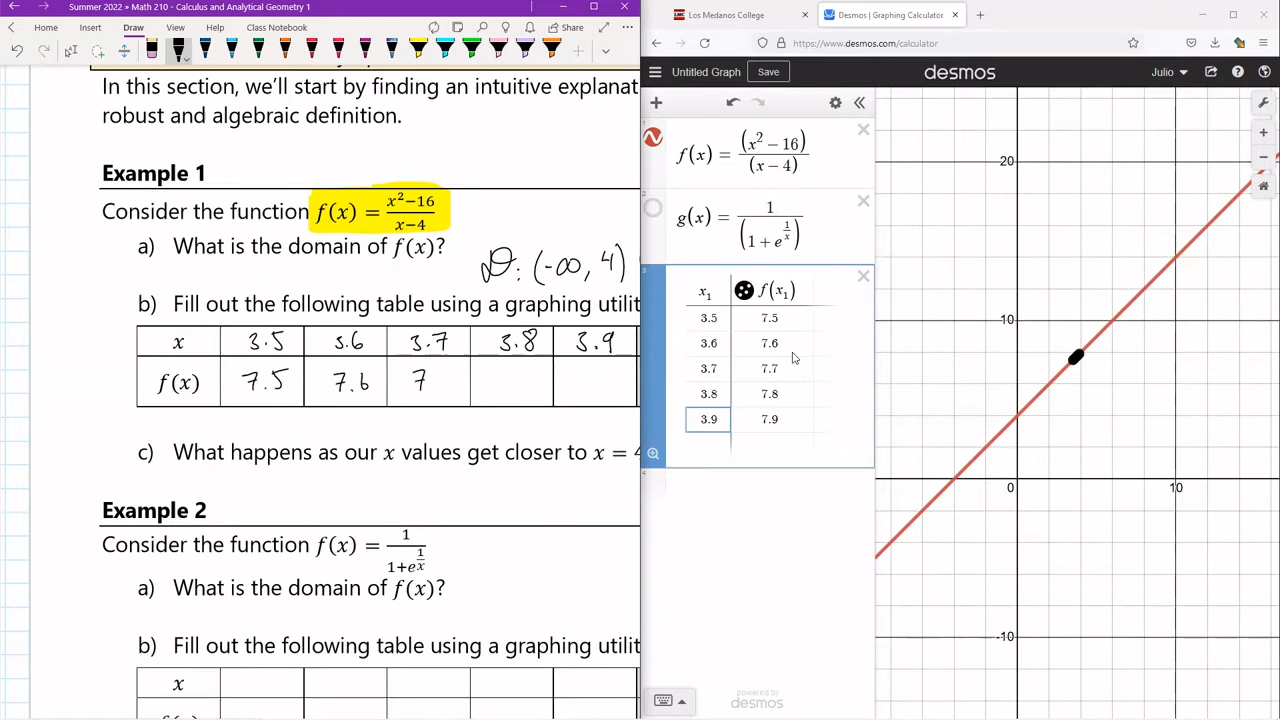 Summer 2022 » Math 210 - Calculus and Analytical Geometry 1
Home Insert Draw View Help Class Notebook Share
In this section, we'll start by finding an intuitive explanat
robust and algebraic definition.
Example 1
Consider the function f(x) = x²−16 / x−4
a) What is the domain of f(x)?
D: (-∞, 4)
b) Fill out the following table using a graphing utilit
x 3.5 3.6 3.7 3.8 3.9
f(x) 7.5 7.6 7
c) What happens as our x values get closer to x = 4
Example 2
Consider the function f(x) = 1 / 1+e^(1/x)
a) What is the domain of f(x)?
b) Fill out the following table using a graphing utilit
x
Los Medanos College
Desmos | Graphing Calculator
https://www.desmos.com/calculator
Untitled Graph Save desmos Julio
1
f(x) = (x² − 16) / (x − 4)
2
g(x) = 1 / (1 + e^(1/x))
3
x₁ f(x₁)
3.5 7.5
3.6 7.6
3.7 7.7
3.8 7.8
3.9 7.9
4
20
10
0 10
-10
powered by
desmos